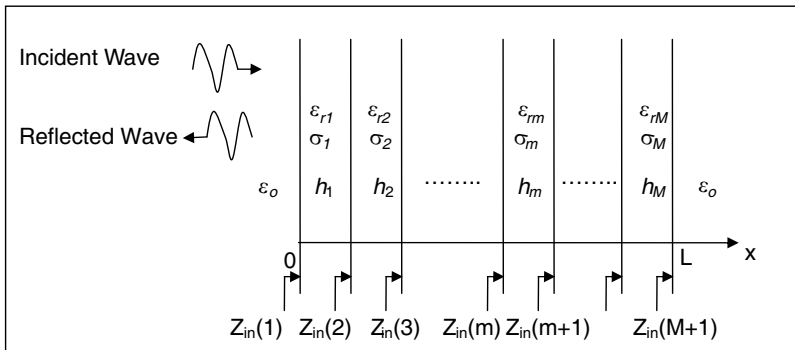 Incident Wave
Reflected Wave
ε_r1 ε_r2 ε_rm ε_rM
σ_1 σ_2 σ_m σ_M
ε_o h_1 h_2 ........ h_m ........ h_M ε_o
0 L x
Z_in(1) Z_in(2) Z_in(3) Z_in(m) Z_in(m+1) Z_in(M+1)